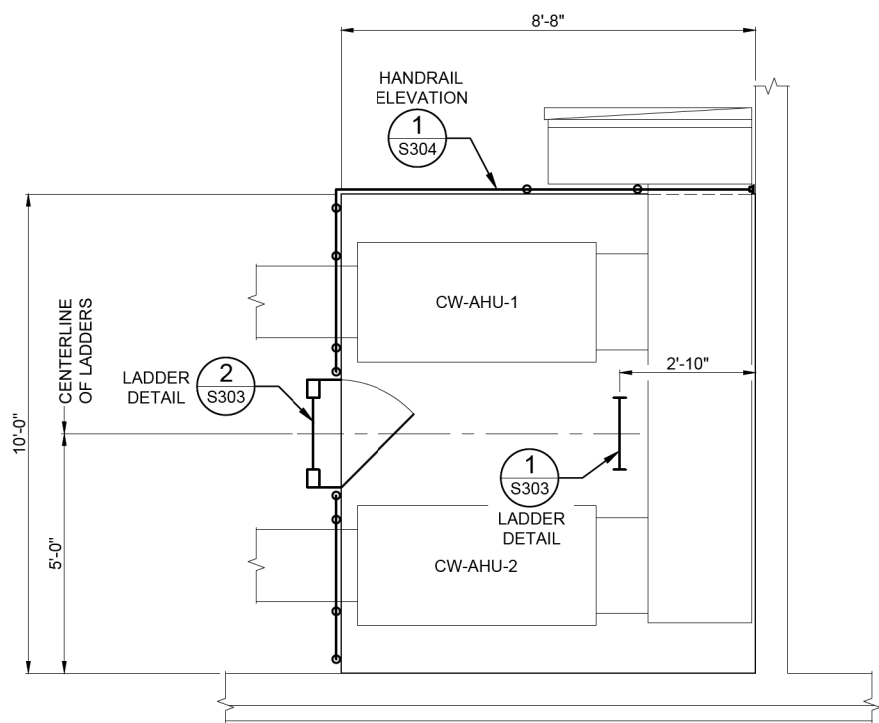 8'-8"
HANDRAIL
ELEVATION
1
S304
CW-AHU-1
CENTERLINE
OF LADDERS
2'-10"
LADDER
DETAIL
2
S303
10'-0"
1
S303
LADDER
DETAIL
5'-0"
CW-AHU-2